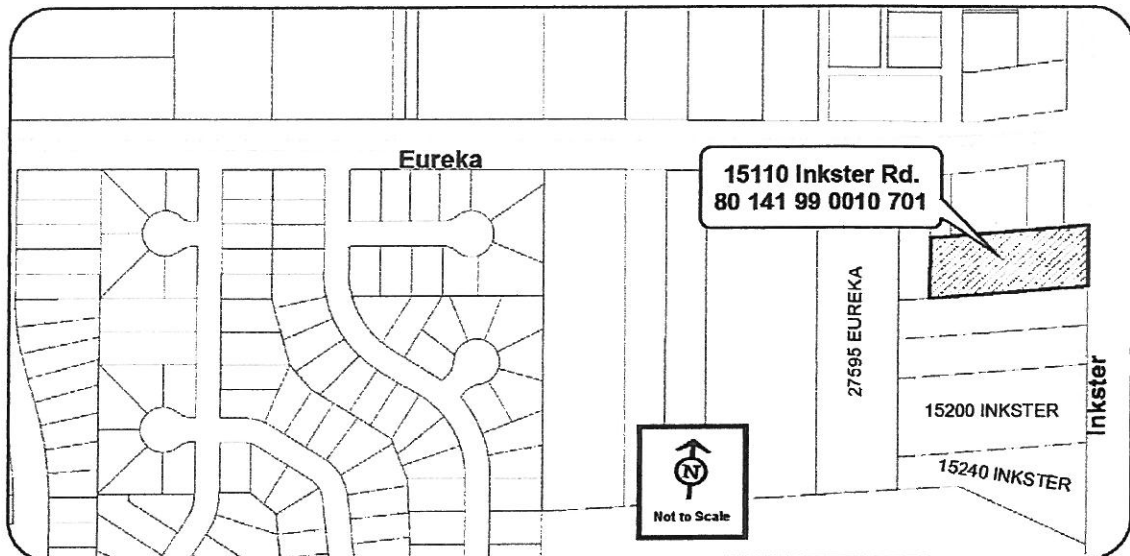 Eureka
15110 Inkster Rd.
80 141 99 0010 701
27595 EUREKA
Inkster
15200 INKSTER
15240 INKSTER
N
Not to Scale